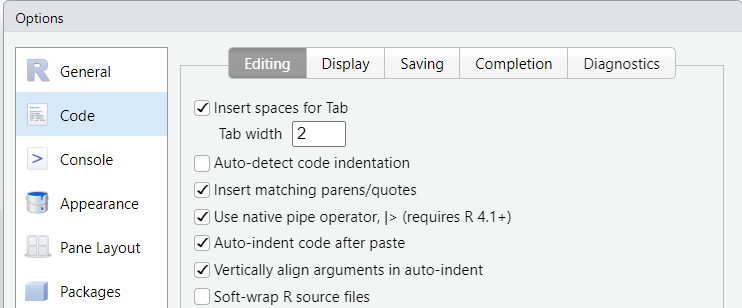 Options
General
Code
Console
Appearance
Pane Layout
Packages
Editing Display Saving Completion Diagnostics
Insert spaces for Tab
Tab width 2
Auto-detect code indentation
Insert matching parens/quotes
Use native pipe operator, |> (requires R 4.1+)
Auto-indent code after paste
Vertically align arguments in auto-indent
Soft-wrap R source files